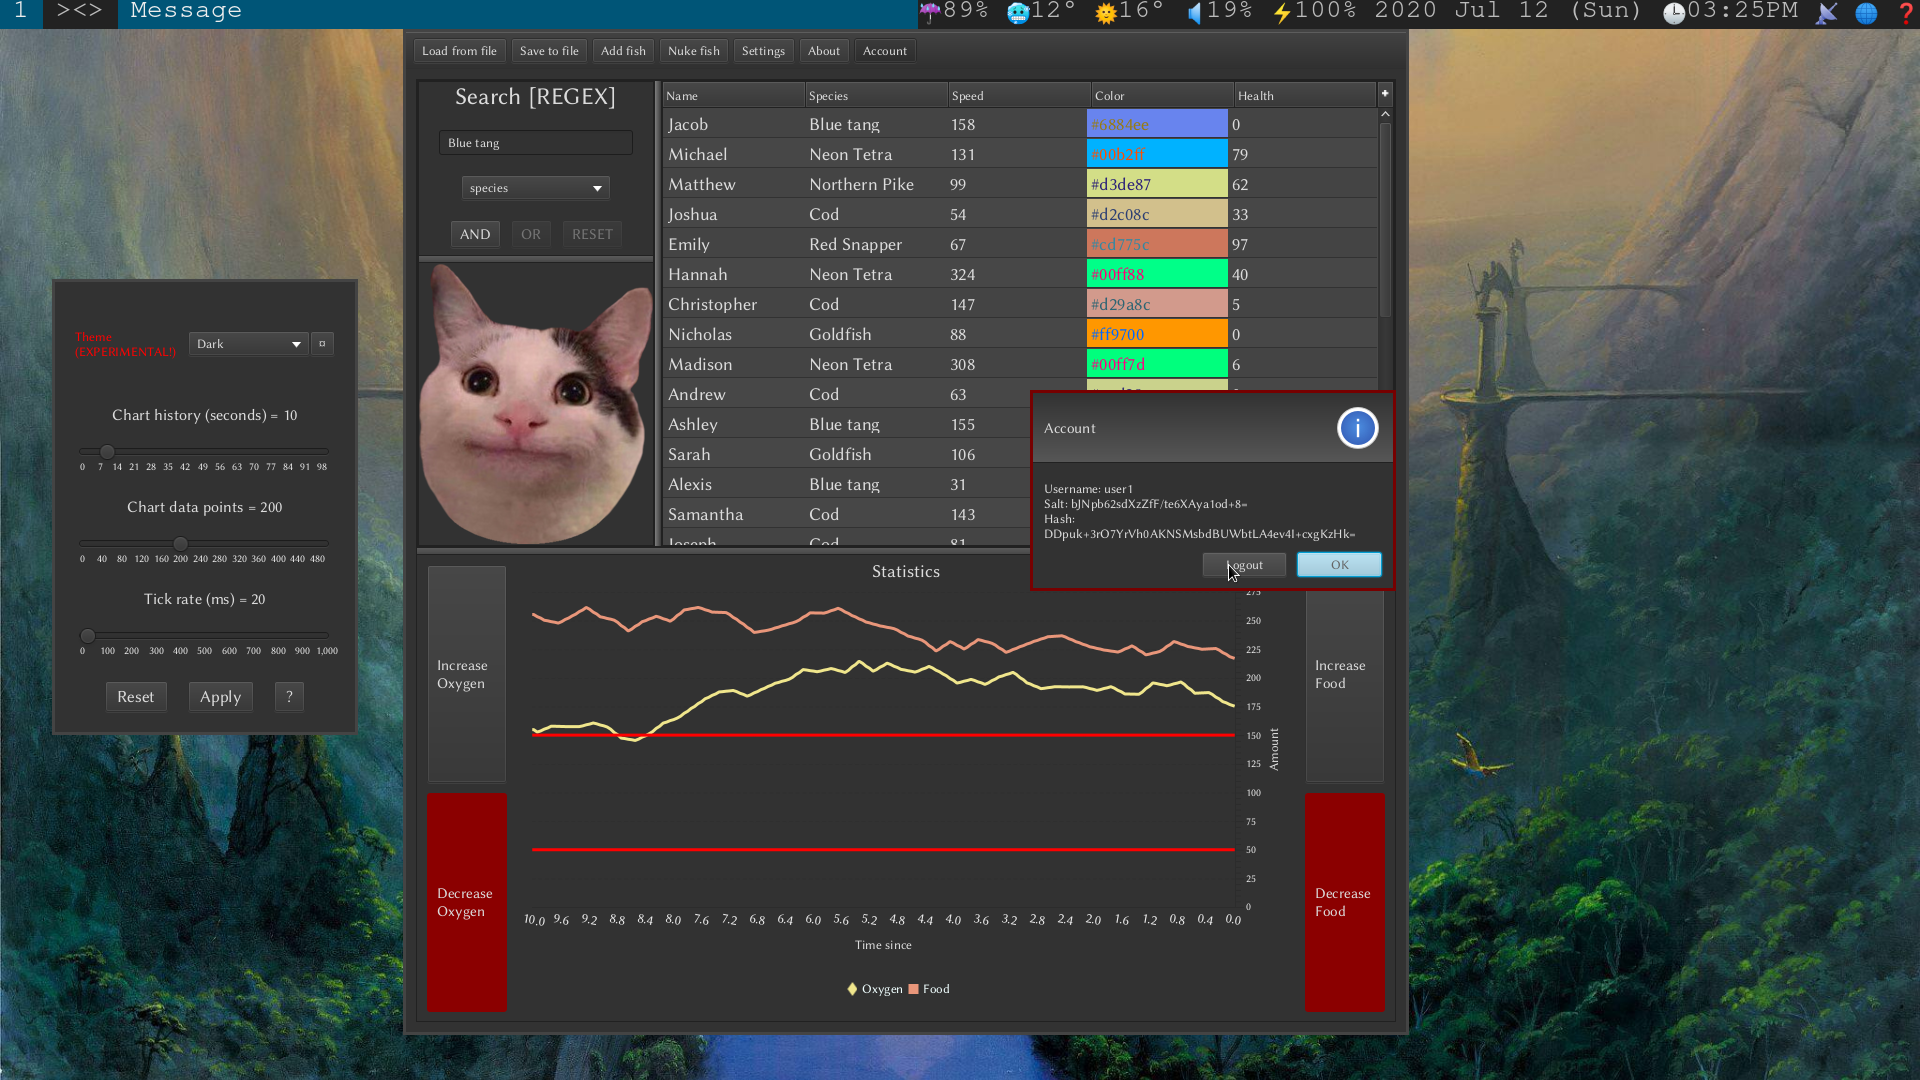 1 ><> Message
89% 12° 16° 19% 100% 2020 Jul 12 (Sun) 03:25PM
Load from file Save to file Add fish Nuke fish Settings About Account
Search [REGEX]
Blue tang
species
AND OR RESET
Name Species Speed Color Health
Jacob Blue tang 158 #6884ec 0
Michael Neon Tetra 131 #00b2ff 79
Matthew Northern Pike 99 #d3de87 62
Joshua Cod 54 #d2c08c 33
Emily Red Snapper 67 #cd775c 97
Hannah Neon Tetra 324 #00ff88 40
Christopher Cod 147 #d29a8c 5
Nicholas Goldfish 88 #ff9700 0
Madison Neon Tetra 308 #00ff7d 6
Andrew Cod 63
Ashley Blue tang 155
Sarah Goldfish 106
Alexis Blue tang 31
Samantha Cod 143
Joseph Cod 81
Theme
(EXPERIMENTAL!) Dark
Chart history (seconds) = 10
0 7 14 21 28 35 42 49 56 63 70 77 84 91 98
Chart data points = 200
0 40 80 120 160 200 240 280 320 360 400 440 480
Tick rate (ms) = 20
0 100 200 300 400 500 600 700 800 900 1,000
Reset Apply ?
Account
Username: user1
Salt: bJNpb62sdXzZfF/te6XAya1od+8=
Hash:
DDpuk+3rO7YrVh0AKNSMsbdBUWbtLA4ev4l+cxgKzHk=
Logout OK
Statistics
Increase
Oxygen
Decrease
Oxygen
275
250
225
200
175
150
125
100
75
50
25
0
Amount
Increase
Food
Decrease
Food
10.0 9.6 9.2 8.8 8.4 8.0 7.6 7.2 6.8 6.4 6.0 5.6 5.2 4.8 4.4 4.0 3.6 3.2 2.8 2.4 2.0 1.6 1.2 0.8 0.4 0.0
Time since
Oxygen Food